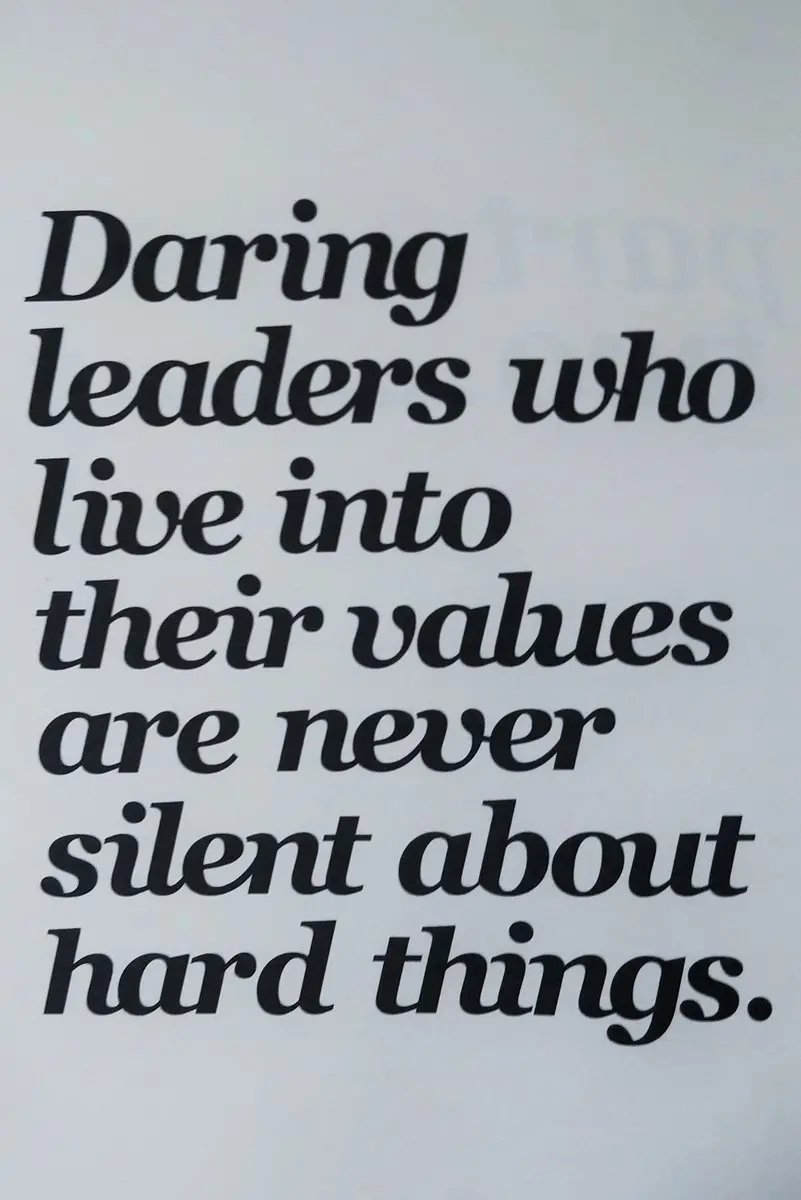 Daring
leaders who
live into
their values
are never
silent about
hard things.